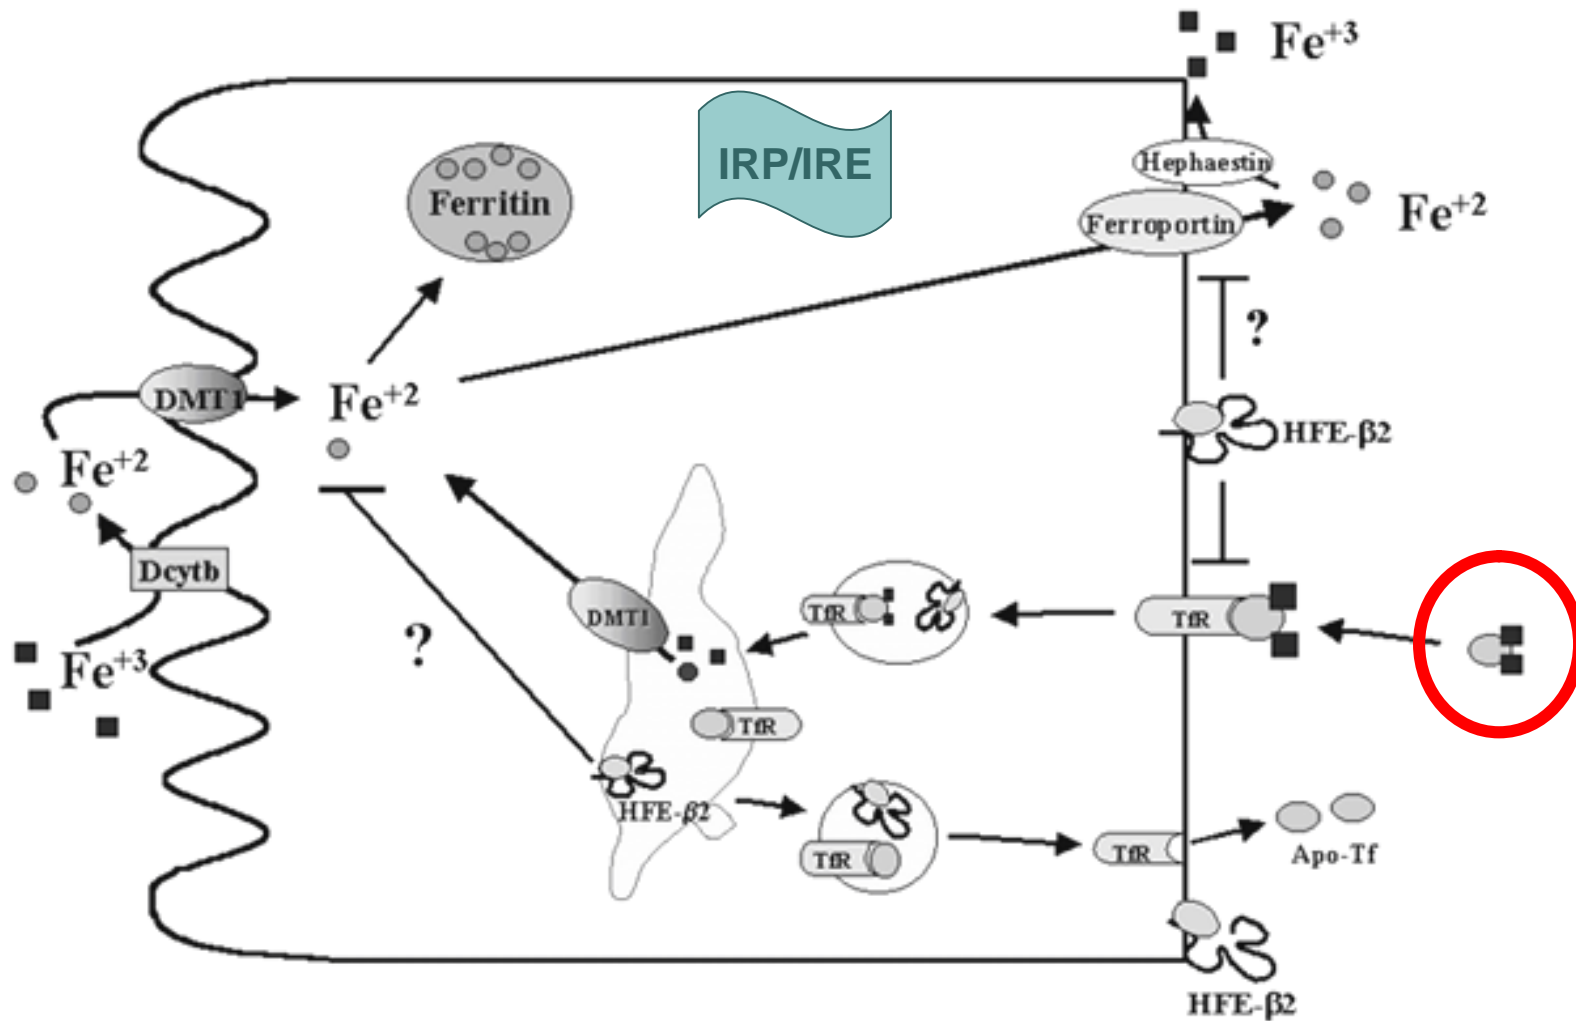 Fe+3
IRP/IRE
Hephaestin
Ferritin
Ferroportin
Fe+2
?
DMT1
Fe+2
HFE-β2
Fe+2
Dcytb
DMT1
TfR
TfR
?
Fe+3
TfR
HFE-β2
TfR
TfR
Apo-Tf
HFE-β2